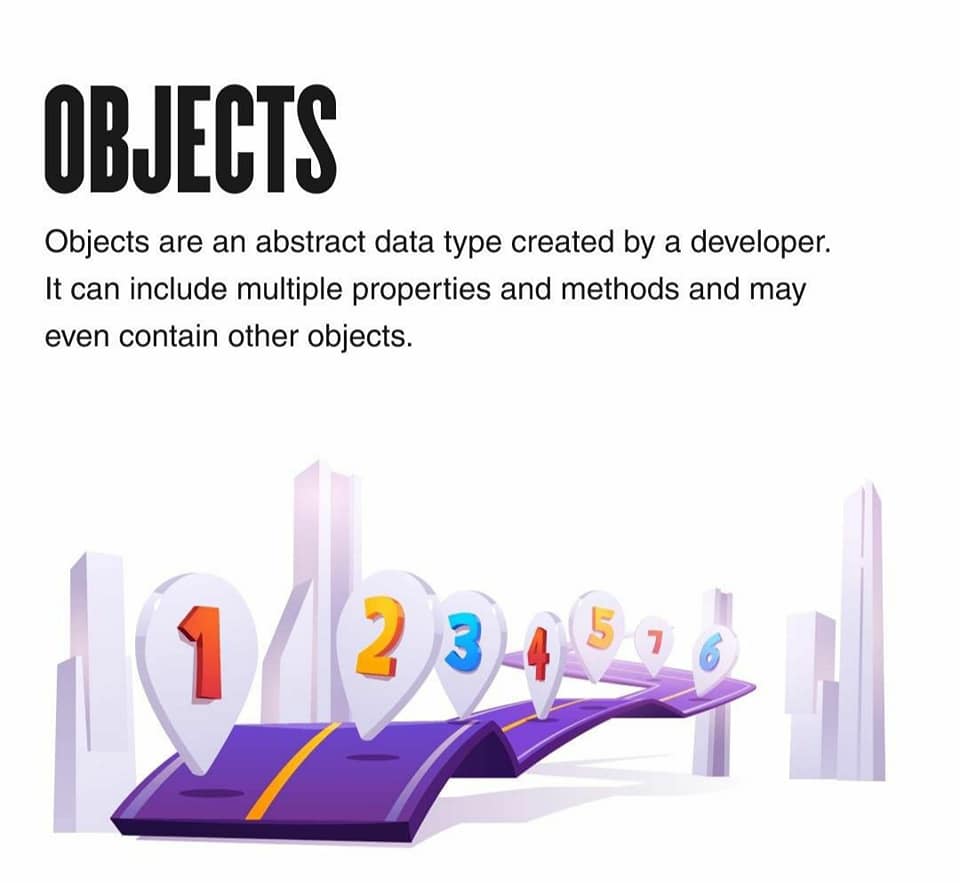 OBJECTS
Objects are an abstract data type created by a developer.
It can include multiple properties and methods and may
even contain other objects.
1
2
3
4
5
7
6